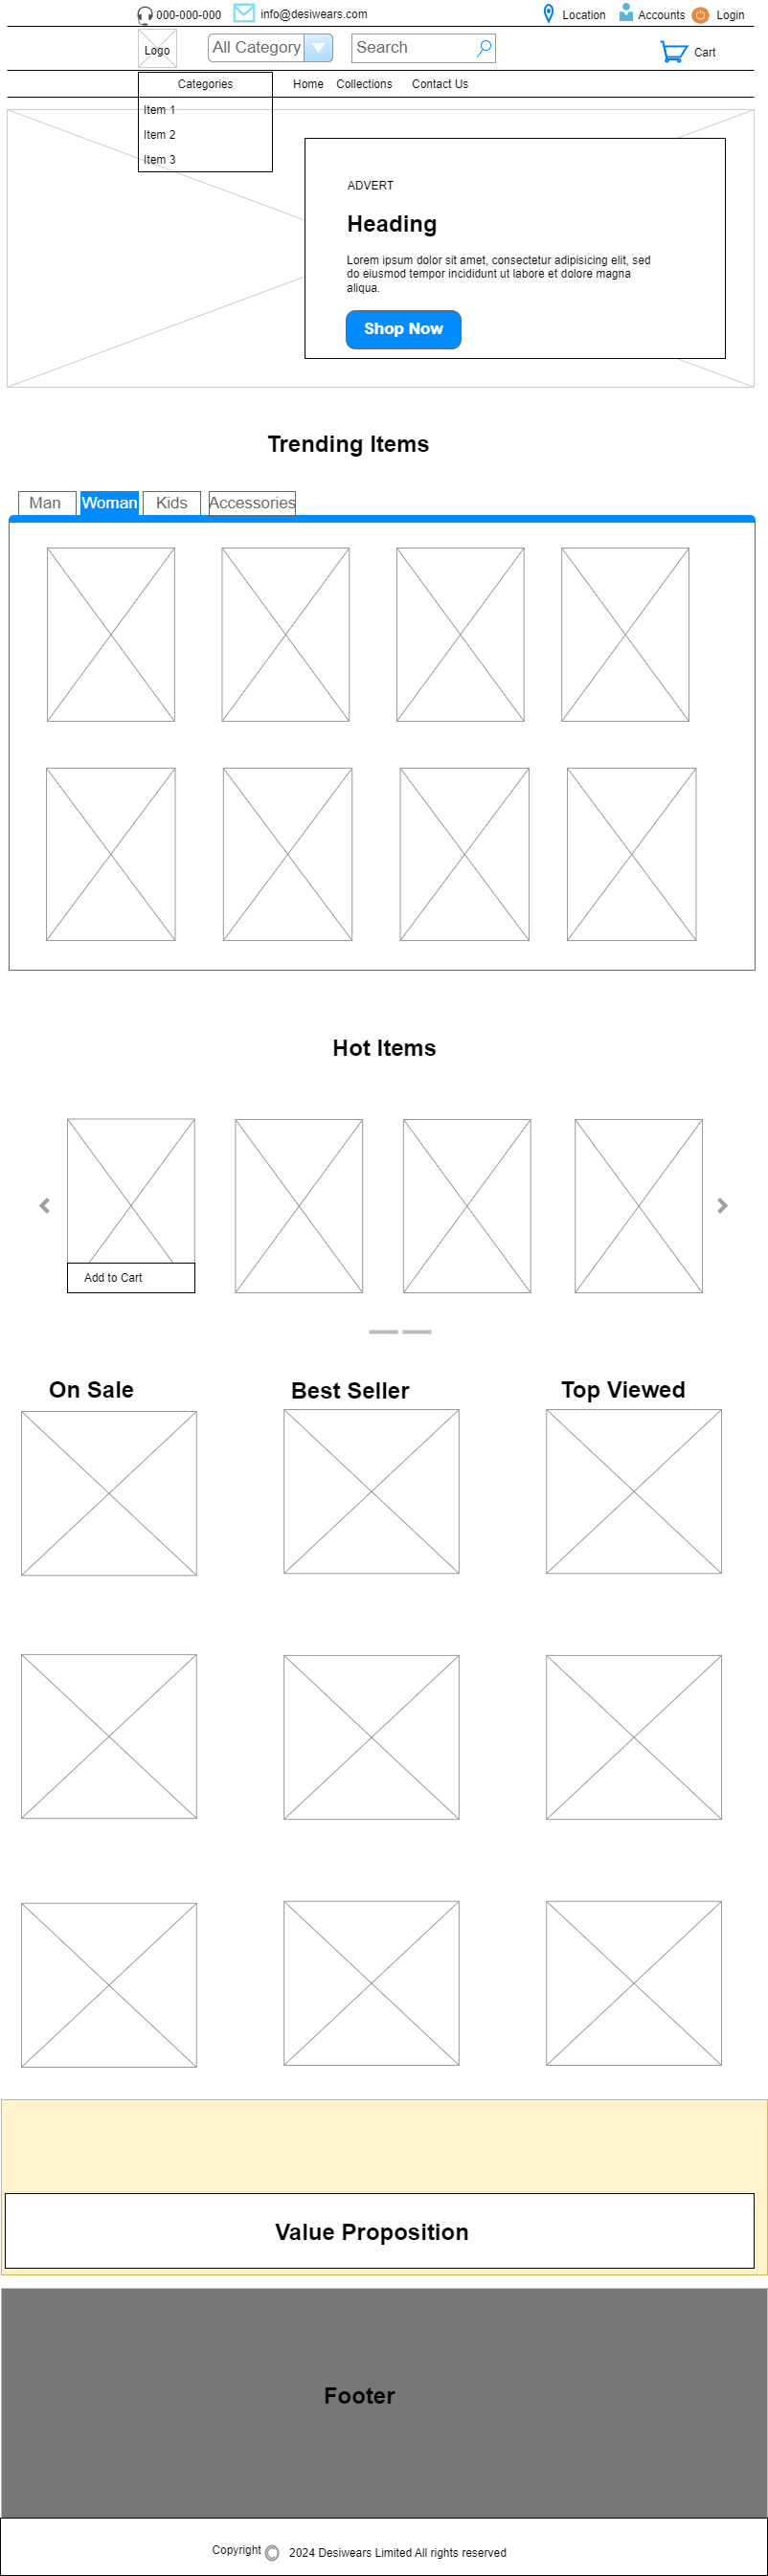 000-000-000
info@desiwears.com
Location
Accounts
Login
Logo
All Category
Search
Cart
Categories
Home
Collections
Contact Us
Item 1
Item 2
Item 3
ADVERT
Heading
Lorem ipsum dolor sit amet, consectetur adipisicing elit, sed
do eiusmod tempor incididunt ut labore et dolore magna
aliqua.
Shop Now
Trending Items
Man
Woman
Kids
Accessories
Hot Items
Add to Cart
On Sale
Best Seller
Top Viewed
Value Proposition
Footer
Copyright © 2024 Desiwears Limited All rights reserved